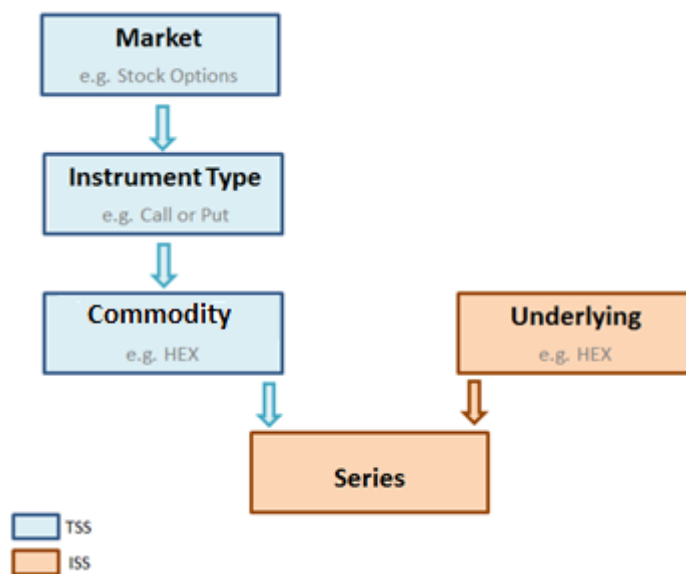 Market
e.g. Stock Options
Instrument Type
e.g. Call or Put
Commodity
e.g. HEX
Underlying
e.g. HEX
Series
TSS
ISS